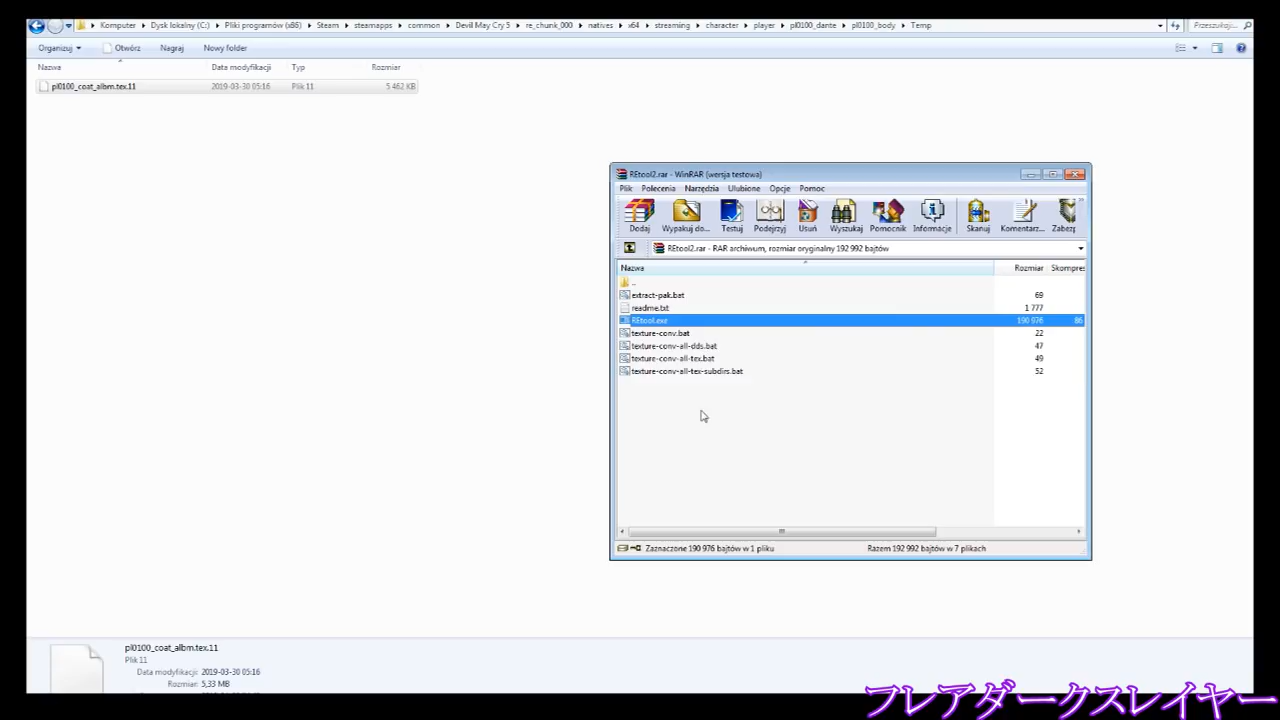 Komputer ▸ Dysk lokalny (C:) ▸ Pliki programów (x86) ▸ Steam ▸ steamapps ▸ common ▸ Devil May Cry 5 ▸ re_chunk_000 ▸ natives ▸ x64 ▸ streaming ▸ character ▸ player ▸ pl0100_dante ▸ pl0100_body ▸ Temp
Przeszukaj:...
Organizuj Otwórz Nagraj Nowy folder
Nazwa Data modyfikacji Typ Rozmiar
pl0100_coat_albm.tex.11 2019-03-30 05:16 Plik 11 5 462 KB
REtool2.rar - WinRAR (wersja testowa)
Plik Polecenia Narzędzia Ulubione Opcje Pomoc
Dodaj Wypakuj do... Testuj Podejrzyj Usuń Wyszukaj Pomocnik Informacje Skanuj Komentarz... Zabezp
REtool2.rar - RAR archiwum, rozmiar oryginalny 192 992 bajtów
Nazwa Rozmiar Skompres
..
extract-pak.bat 69
readme.txt 1 777
REtool.exe 190 976 86
texture-conv.bat 22
texture-conv-all-dds.bat 47
texture-conv-all-tex.bat 49
texture-conv-all-tex-subdirs.bat 52
Zaznaczone 190 976 bajtów w 1 pliku Razem 192 992 bajtów w 7 plikach
pl0100_coat_albm.tex.11
Plik 11
Data modyfikacji: 2019-03-30 05:16
Rozmiar: 5,33 MB
フレアダークスレイヤー